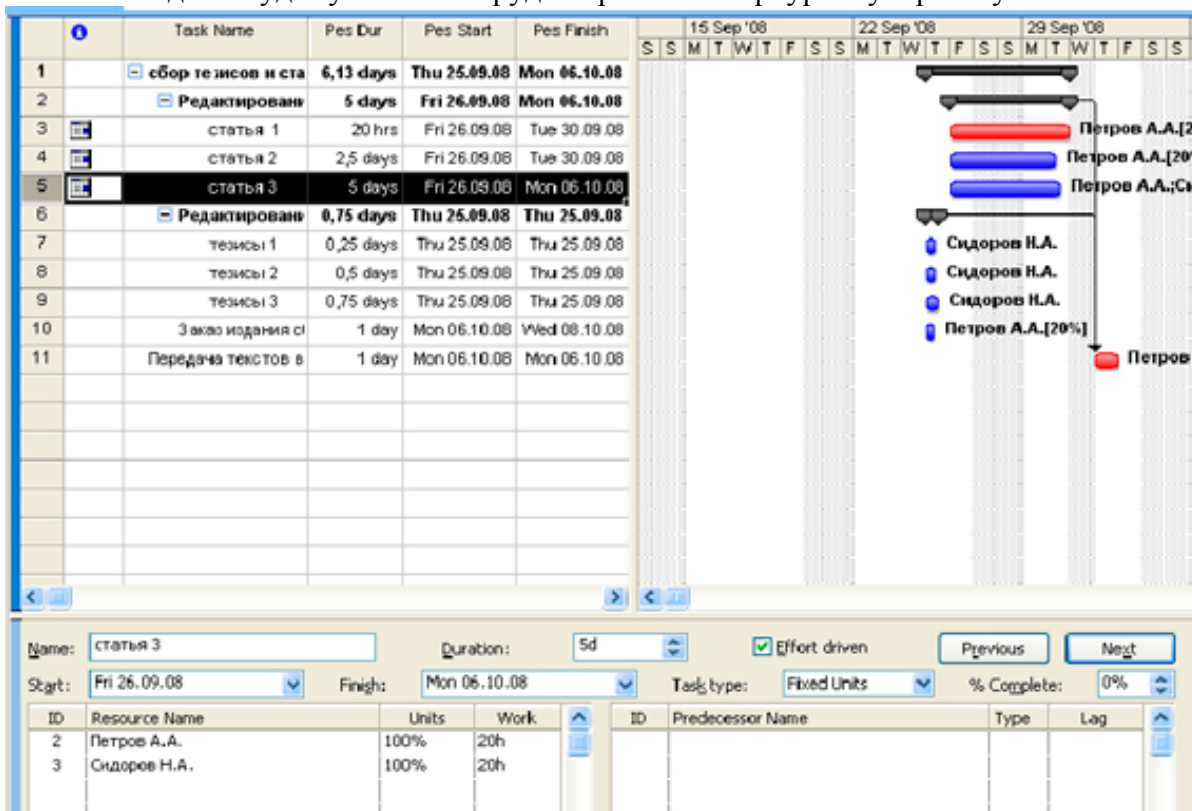 Task Name Pes Dur Pes Start Pes Finish 15 Sep '08 22 Sep '08 29 Sep '08
S S M T W T F S S M T W T F S S M T W T F S S
1 сбор тезисов и ста 6,13 days Thu 25.09.08 Mon 06.10.08
2 Редактировани 5 days Fri 26.09.08 Mon 06.10.08
3 статья 1 20 hrs Fri 26.09.08 Tue 30.09.08 Петров А.А.[2
4 статья 2 2,5 days Fri 26.09.08 Tue 30.09.08 Петров А.А.[20%
5 статья 3 5 days Fri 26.09.08 Mon 06.10.08 Петров А.А.;Си
6 Редактировани 0,75 days Thu 25.09.08 Thu 25.09.08
7 тезисы 1 0,25 days Thu 25.09.08 Thu 25.09.08 Сидоров Н.А.
8 тезисы 2 0,5 days Thu 25.09.08 Thu 25.09.08 Сидоров Н.А.
9 тезисы 3 0,75 days Thu 25.09.08 Thu 25.09.08 Сидоров Н.А.
10 Заказ издания сб 1 day Mon 06.10.08 Wed 08.10.08 Петров А.А.[20%]
11 Передача текстов в 1 day Mon 06.10.08 Mon 06.10.08 Петров
Name: статья 3 Duration: 5d Effort driven Previous Next
Start: Fri 26.09.08 Finish: Mon 06.10.08 Task type: Fixed Units % Complete: 0%
ID Resource Name Units Work ID Predecessor Name Type Lag
2 Петров А.А. 100% 20h
3 Сидоров Н.А. 100% 20h